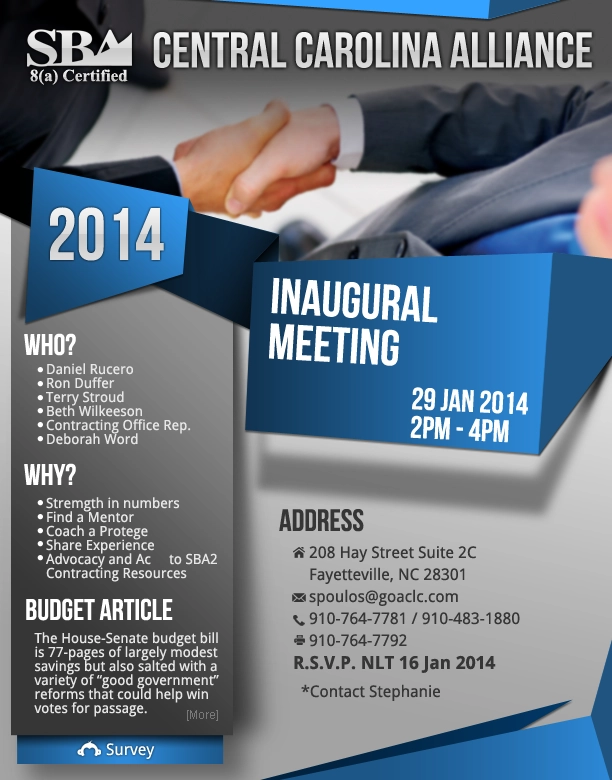 SBA CENTRAL CAROLINA ALLIANCE
8(a) Certified
2014
INAUGURAL
MEETING
29 JAN 2014
2PM - 4PM
WHO?
Daniel Rucero
Ron Duffer
Terry Stroud
Beth Wilkeeson
Contracting Office Rep.
Deborah Word
WHY?
Strength in numbers
Find a Mentor
Coach a Protege
Share Experience
Advocacy and Ac to SBA2
Contracting Resources
BUDGET ARTICLE
The House-Senate budget bill
is 77-pages of largely modest
savings but also salted with a
variety of “good government”
reforms that could help win
votes for passage.
[More]
Survey
ADDRESS
208 Hay Street Suite 2C
Fayetteville, NC 28301
spoulos@goaclc.com
910-764-7781 / 910-483-1880
910-764-7792
R.S.V.P. NLT 16 Jan 2014
*Contact Stephanie